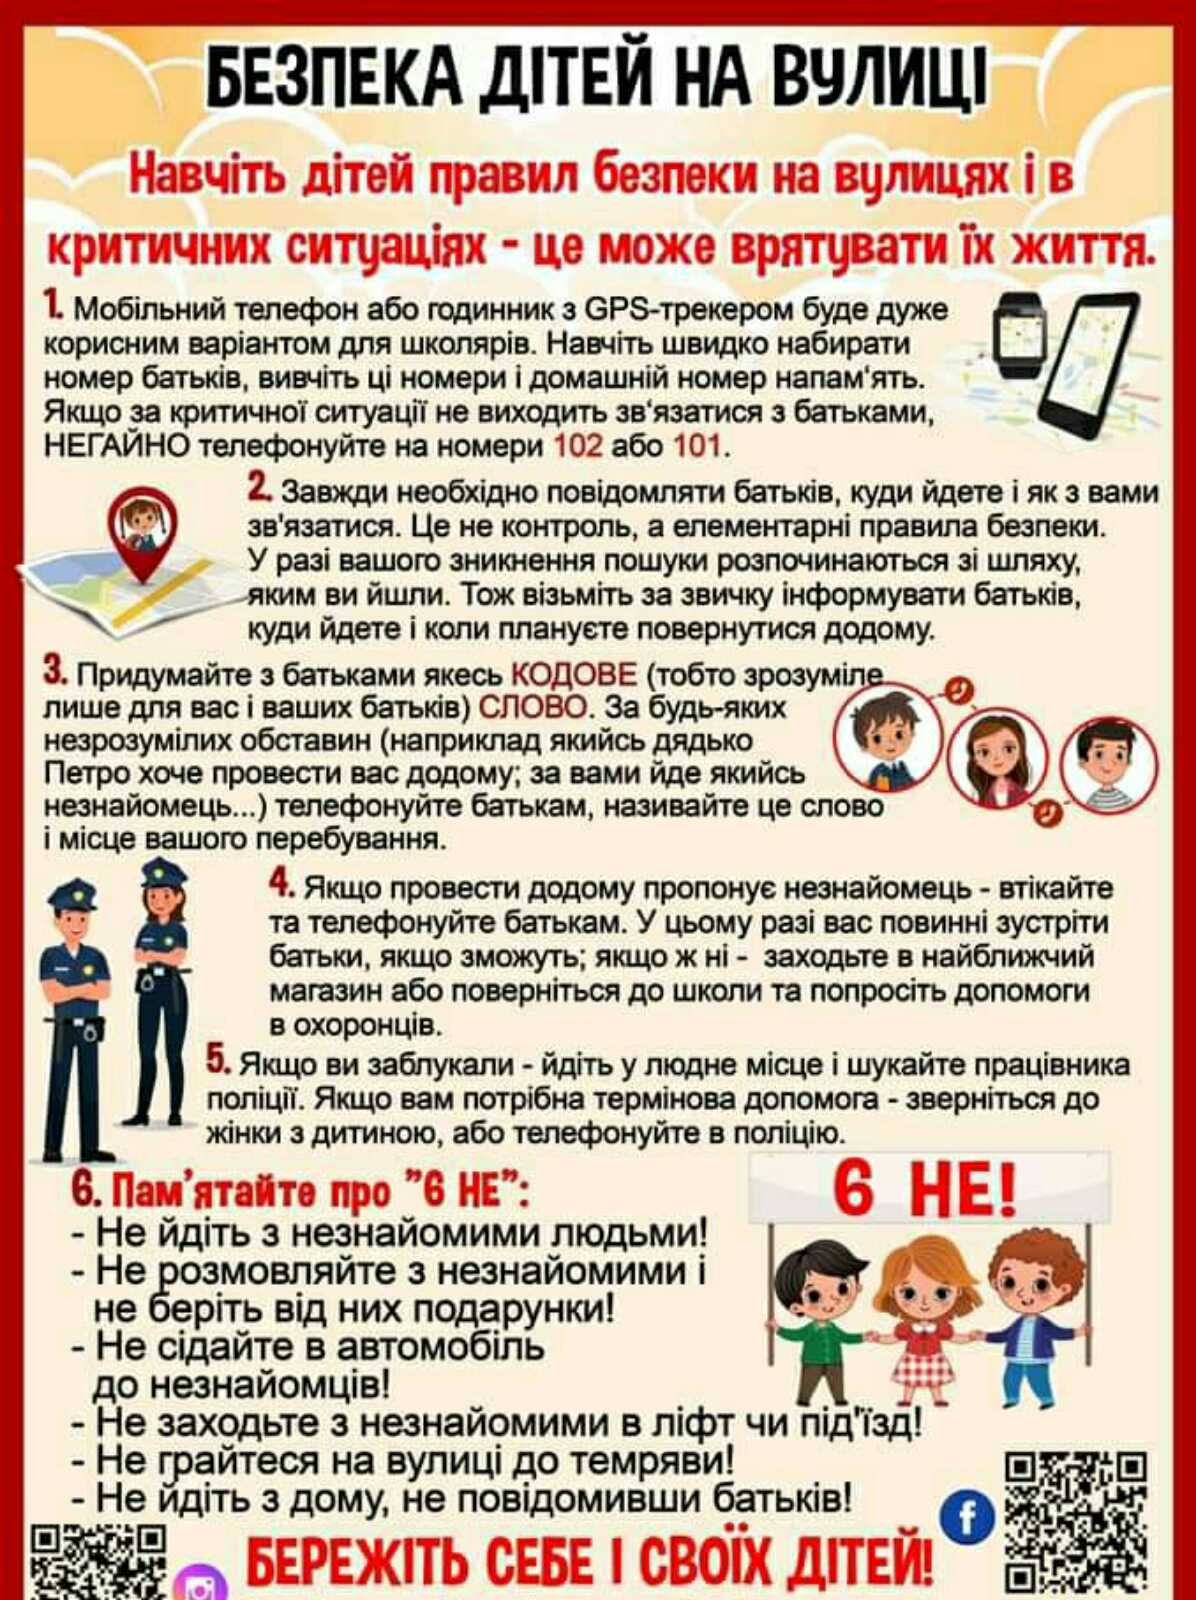 БЕЗПЕКА ДІТЕЙ НА ВУЛИЦІ
Навчіть дітей правил безпеки на вулицях і в
критичних ситуаціях - це може врятувати їх життя.
1. Мобільний телефон або годинник з GPS-трекером буде дуже
корисним варіантом для школярів. Навчіть швидко набирати
номер батьків, вивчіть ці номери і домашній номер напам'ять.
Якщо за критичної ситуації не виходить зв'язатися з батьками,
НЕГАЙНО телефонуйте на номери 102 або 101.
2. Завжди необхідно повідомляти батьків, куди йдете і як з вами
зв'язатися. Це не контроль, а елементарні правила безпеки.
У разі вашого зникнення пошуки розпочинаються зі шляху,
яким ви йшли. Тож візьміть за звичку інформувати батьків,
куди йдете і коли плануєте повернутися додому.
3. Придумайте з батьками якесь КОДОВЕ (тобто зрозуміле
лише для вас і ваших батьків) СЛОВО. За будь-яких
незрозумілих обставин (наприклад якийсь дядько
Петро хоче провести вас додому; за вами йде якийсь
незнайомець...) телефонуйте батькам, називайте це слово
і місце вашого перебування.
4. Якщо провести додому пропонує незнайомець - втікайте
та телефонуйте батькам. У цьому разі вас повинні зустріти
батьки, якщо зможуть; якщо ж ні - заходьте в найближчий
магазин або поверніться до школи та попросіть допомоги
в охоронців.
5. Якщо ви заблукали - йдіть у людне місце і шукайте працівника
поліції. Якщо вам потрібна термінова допомога - зверніться до
жінки з дитиною, або телефонуйте в поліцію.
6. Пам'ятайте про "6 НЕ":
6 НЕ!
- Не йдіть з незнайомими людьми!
- Не розмовляйте з незнайомими і
не беріть від них подарунки!
- Не сідайте в автомобіль
до незнайомців!
- Не заходьте з незнайомими в ліфт чи під'їзд!
- Не грайтеся на вулиці до темряви!
- Не йдіть з дому, не повідомивши батьків!
БЕРЕЖІТЬ СЕБЕ І СВОЇХ ДІТЕЙ!